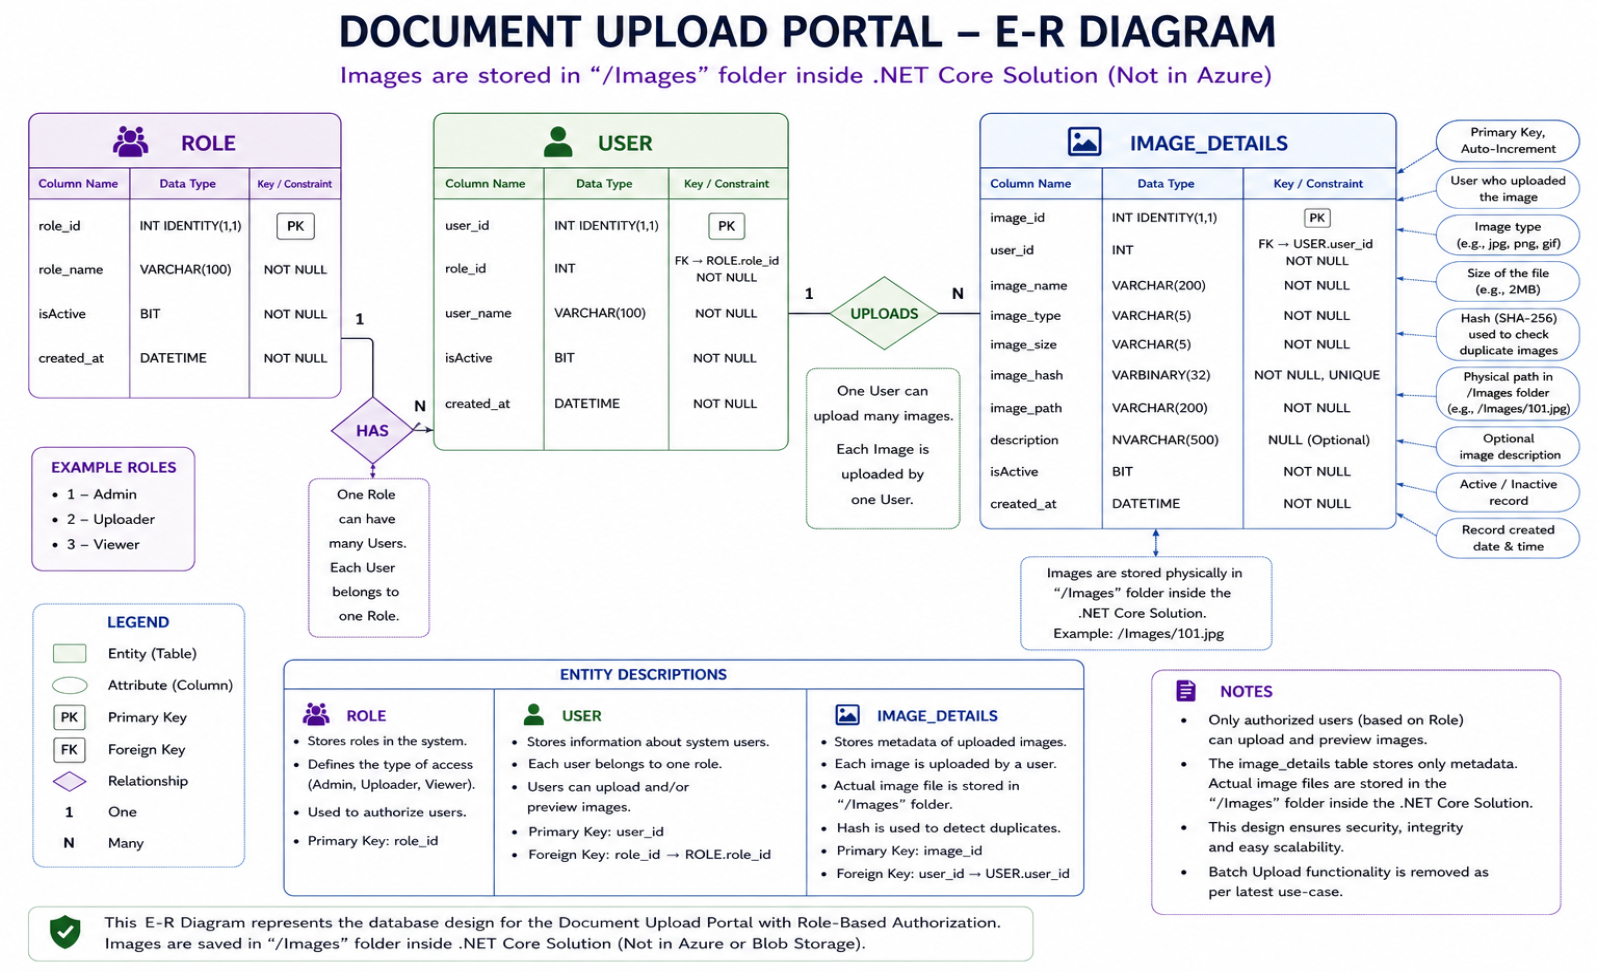 DOCUMENT UPLOAD PORTAL – E-R DIAGRAM
Images are stored in “/Images” folder inside .NET Core Solution (Not in Azure)
ROLE
Column Name Data Type Key / Constraint
role_id INT IDENTITY(1,1) PK
role_name VARCHAR(100) NOT NULL
isActive BIT NOT NULL
created_at DATETIME NOT NULL
1
HAS
N
One Role
can have
many Users.
Each User
belongs to
one Role.
USER
Column Name Data Type Key / Constraint
user_id INT IDENTITY(1,1) PK
role_id INT FK → ROLE.role_id
NOT NULL
user_name VARCHAR(100) NOT NULL
isActive BIT NOT NULL
created_at DATETIME NOT NULL
1
UPLOADS
N
One User can
upload many images.
Each Image is
uploaded by
one User.
IMAGE_DETAILS
Column Name Data Type Key / Constraint
image_id INT IDENTITY(1,1) PK
user_id INT FK → USER.user_id
NOT NULL
image_name VARCHAR(200) NOT NULL
image_type VARCHAR(5) NOT NULL
image_size VARCHAR(5) NOT NULL
image_hash VARBINARY(32) NOT NULL, UNIQUE
image_path VARCHAR(200) NOT NULL
description NVARCHAR(500) NULL (Optional)
isActive BIT NOT NULL
created_at DATETIME NOT NULL
Primary Key,
Auto-Increment
User who uploaded
the image
Image type
(e.g., jpg, png, gif)
Size of the file
(e.g., 2MB)
Hash (SHA-256)
used to check
duplicate images
Physical path in
/Images folder
(e.g., /Images/101.jpg)
Optional
image description
Active / Inactive
record
Record created
date & time
Images are stored physically in
“/Images” folder inside the
.NET Core Solution.
Example: /Images/101.jpg
EXAMPLE ROLES
• 1 – Admin
• 2 – Uploader
• 3 – Viewer
LEGEND
Entity (Table)
Attribute (Column)
PK Primary Key
FK Foreign Key
Relationship
1 One
N Many
ENTITY DESCRIPTIONS
ROLE
• Stores roles in the system.
• Defines the type of access
(Admin, Uploader, Viewer).
• Used to authorize users.
• Primary Key: role_id
USER
• Stores information about system users.
• Each user belongs to one role.
• Users can upload and/or
preview images.
• Primary Key: user_id
• Foreign Key: role_id → ROLE.role_id
IMAGE_DETAILS
• Stores metadata of uploaded images.
• Each image is uploaded by a user.
• Actual image file is stored in
“/Images” folder.
• Hash is used to detect duplicates.
• Primary Key: image_id
• Foreign Key: user_id → USER.user_id
NOTES
• Only authorized users (based on Role)
can upload and preview images.
• The image_details table stores only metadata.
Actual image files are stored in the
“/Images” folder inside the .NET Core Solution.
• This design ensures security, integrity
and easy scalability.
• Batch Upload functionality is removed as
per latest use-case.
This E-R Diagram represents the database design for the Document Upload Portal with Role-Based Authorization.
Images are saved in “/Images” folder inside .NET Core Solution (Not in Azure or Blob Storage).